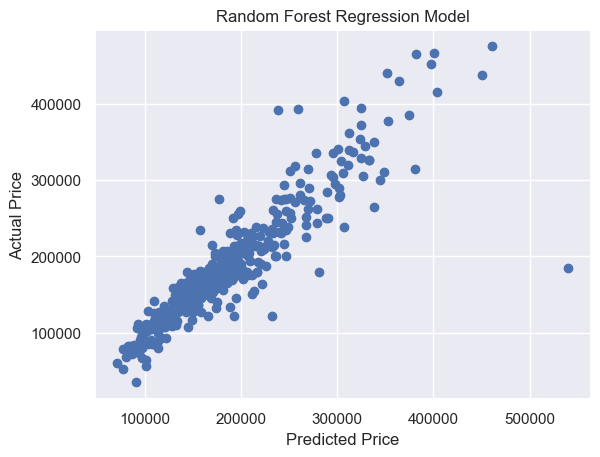 Random Forest Regression Model
Actual Price
400000
300000
200000
100000
100000 200000 300000 400000 500000
Predicted Price